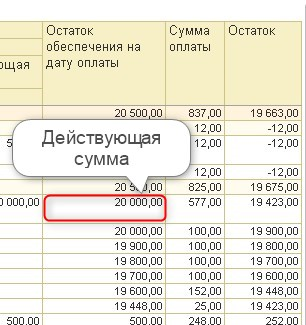 Остаток обеспечения на дату оплаты Сумма оплаты Остаток
ющая
20 500,00 837,00 19 663,00
12,00 -12,00
5 12,00 -12,00
12,00 -12,00
Действующая
сумма
20 500,00 825,00 19 675,00
0 000,00 20 000,00 577,00 19 423,00
20 000,00 100,00 19 900,00
19 900,00 100,00 19 800,00
19 800,00 100,00 19 700,00
19 700,00 100,00 19 600,00
19 600,00 152,00 19 448,00
19 448,00 25,00 19 423,00
500,00 500,00 248,00 252,00